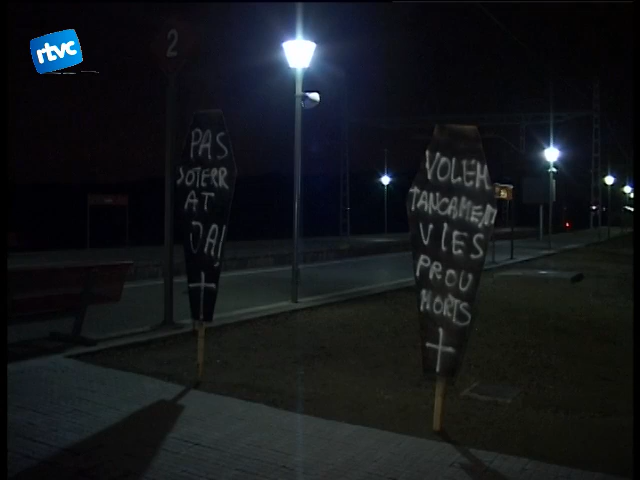 rtvc
2
PAS
SOTERR
AT
JA!
VOLEM
TANCAMENT
VIES
PROU
MORTS